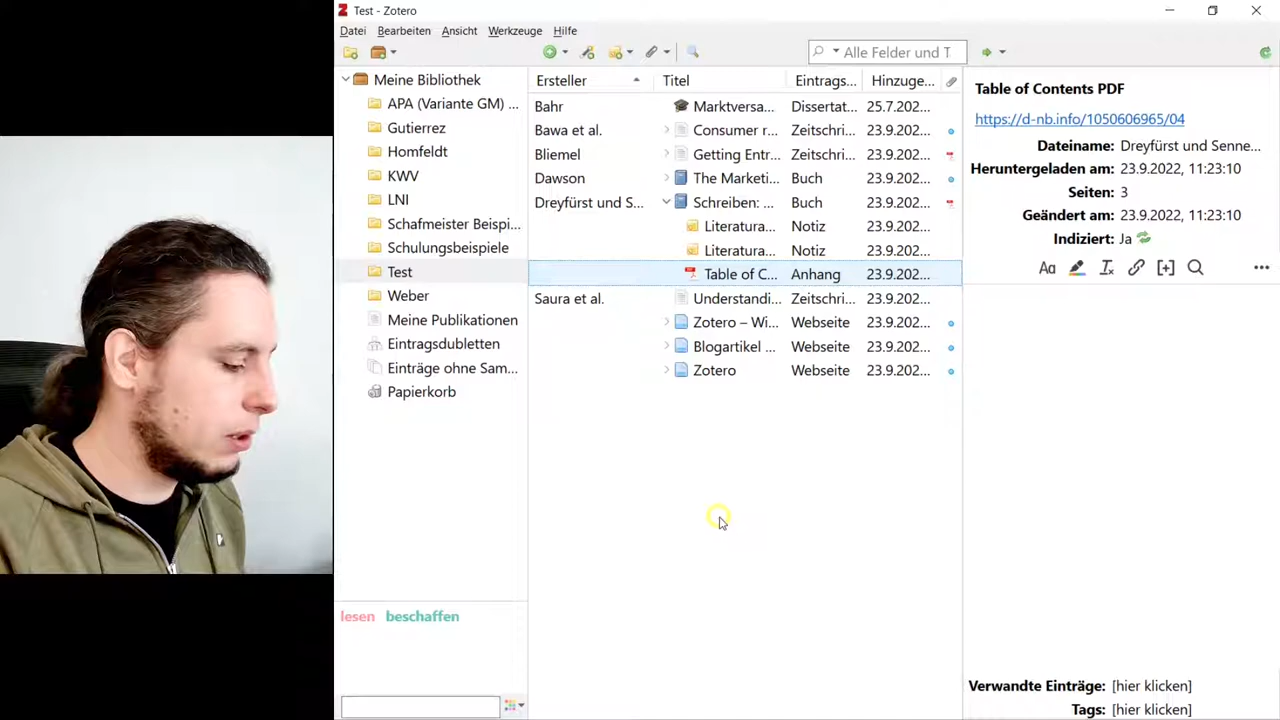 Test - Zotero
Datei Bearbeiten Ansicht Werkzeuge Hilfe
Alle Felder und T
Meine Bibliothek
APA (Variante GM) ...
Gutierrez
Homfeldt
KWV
LNI
Schafmeister Beispi...
Schulungsbeispiele
Test
Weber
Meine Publikationen
Eintragsdubletten
Einträge ohne Sam...
Papierkorb
lesen beschaffen
Ersteller Titel Eintrags... Hinzuge...
Bahr Marktversa... Dissertat... 25.7.202...
Bawa et al. Consumer r... Zeitschri... 23.9.202...
Bliemel Getting Entr... Zeitschri... 23.9.202...
Dawson The Marketi... Buch 23.9.202...
Dreyfürst und S... Schreiben: ... Buch 23.9.202...
Literatura... Notiz 23.9.202...
Literatura... Notiz 23.9.202...
Table of C... Anhang 23.9.202...
Saura et al. Understandi... Zeitschri... 23.9.202...
Zotero – Wi... Webseite 23.9.202...
Blogartikel ... Webseite 23.9.202...
Zotero Webseite 23.9.202...
Table of Contents PDF
https://d-nb.info/1050606965/04
Dateiname: Dreyfürst und Senne...
Heruntergeladen am: 23.9.2022, 11:23:10
Seiten: 3
Geändert am: 23.9.2022, 11:23:10
Indiziert: Ja
Verwandte Einträge: [hier klicken]
Tags: [hier klicken]